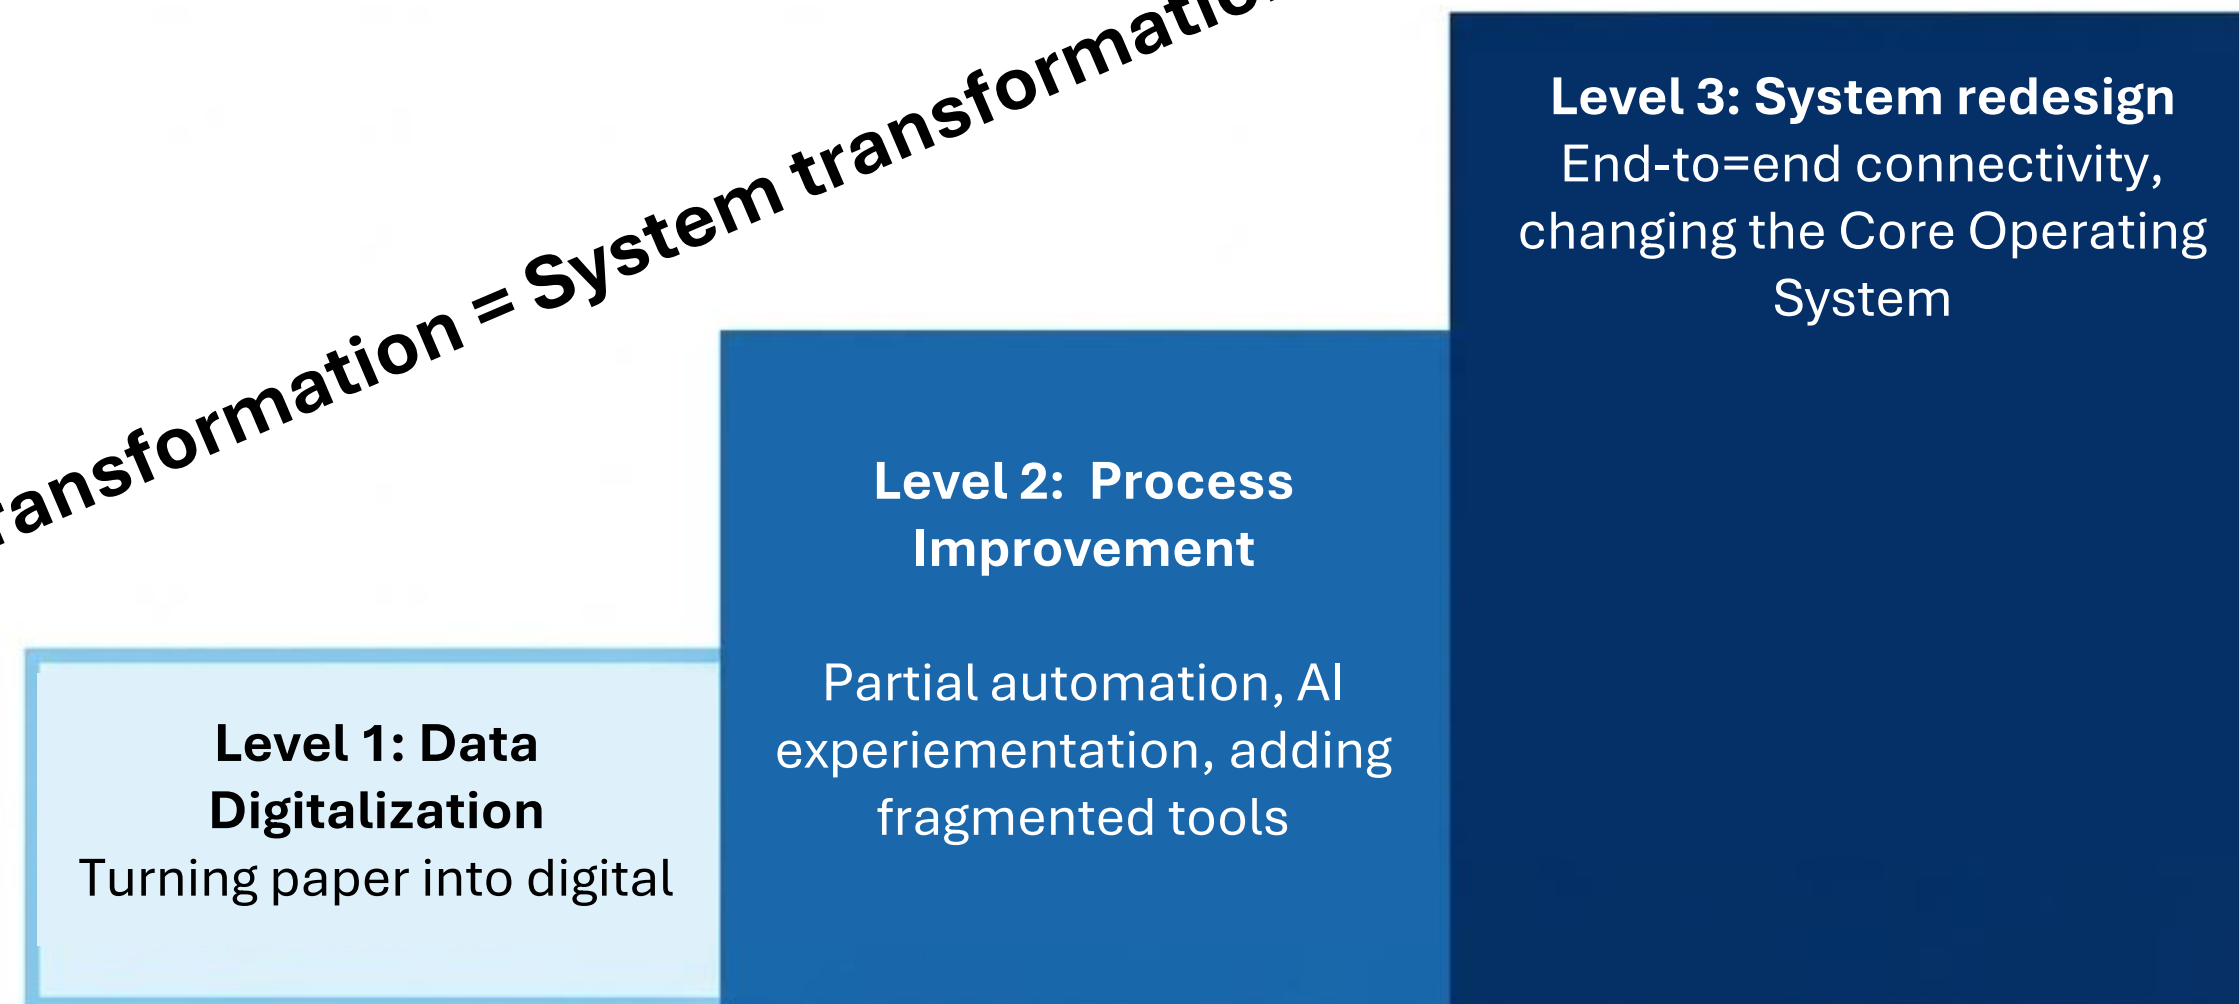 ransformation = System transformatio
Level 3: System redesign
End-to=end connectivity,
changing the Core Operating
System
Level 2: Process
Improvement
Partial automation, AI
experiementation, adding
fragmented tools
Level 1: Data
Digitalization
Turning paper into digital